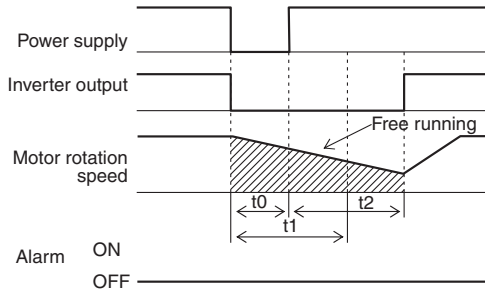 Power supply
Inverter output
Free running
Motor rotation
speed
t0
t2
t1
Alarm
ON
OFF